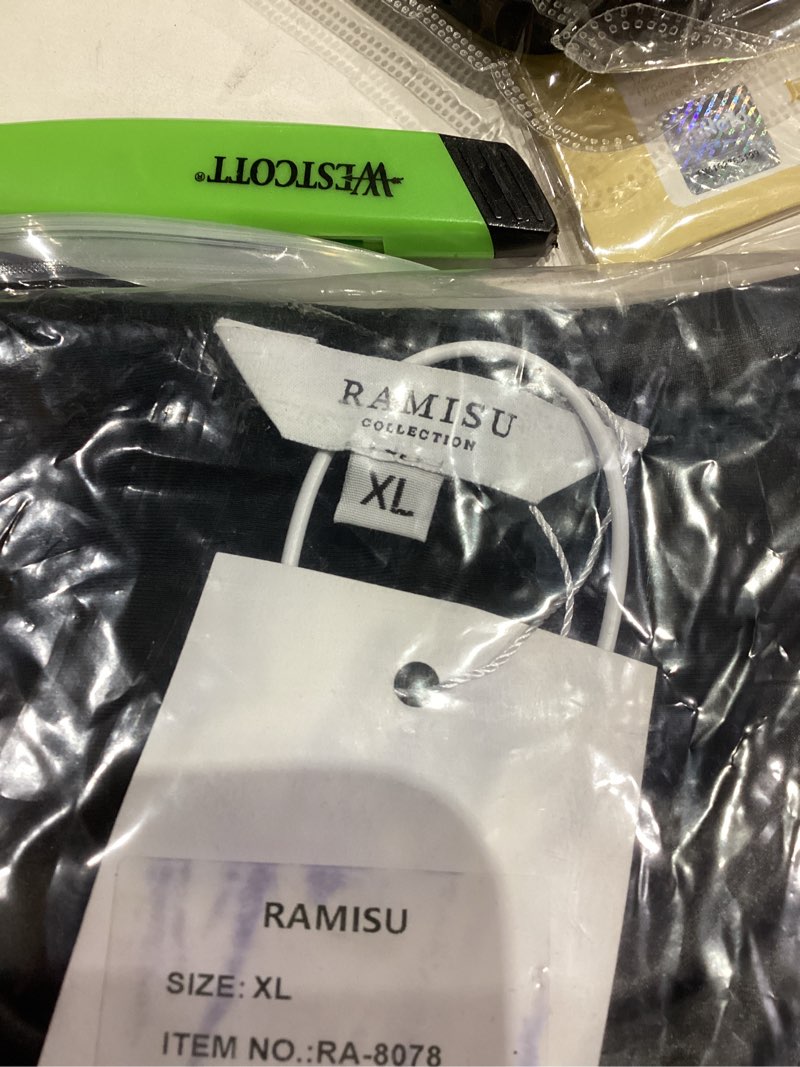 WESTCOTT®
RAMISU
COLLECTION
XL
RAMISU
SIZE: XL
ITEM NO.:RA-8078